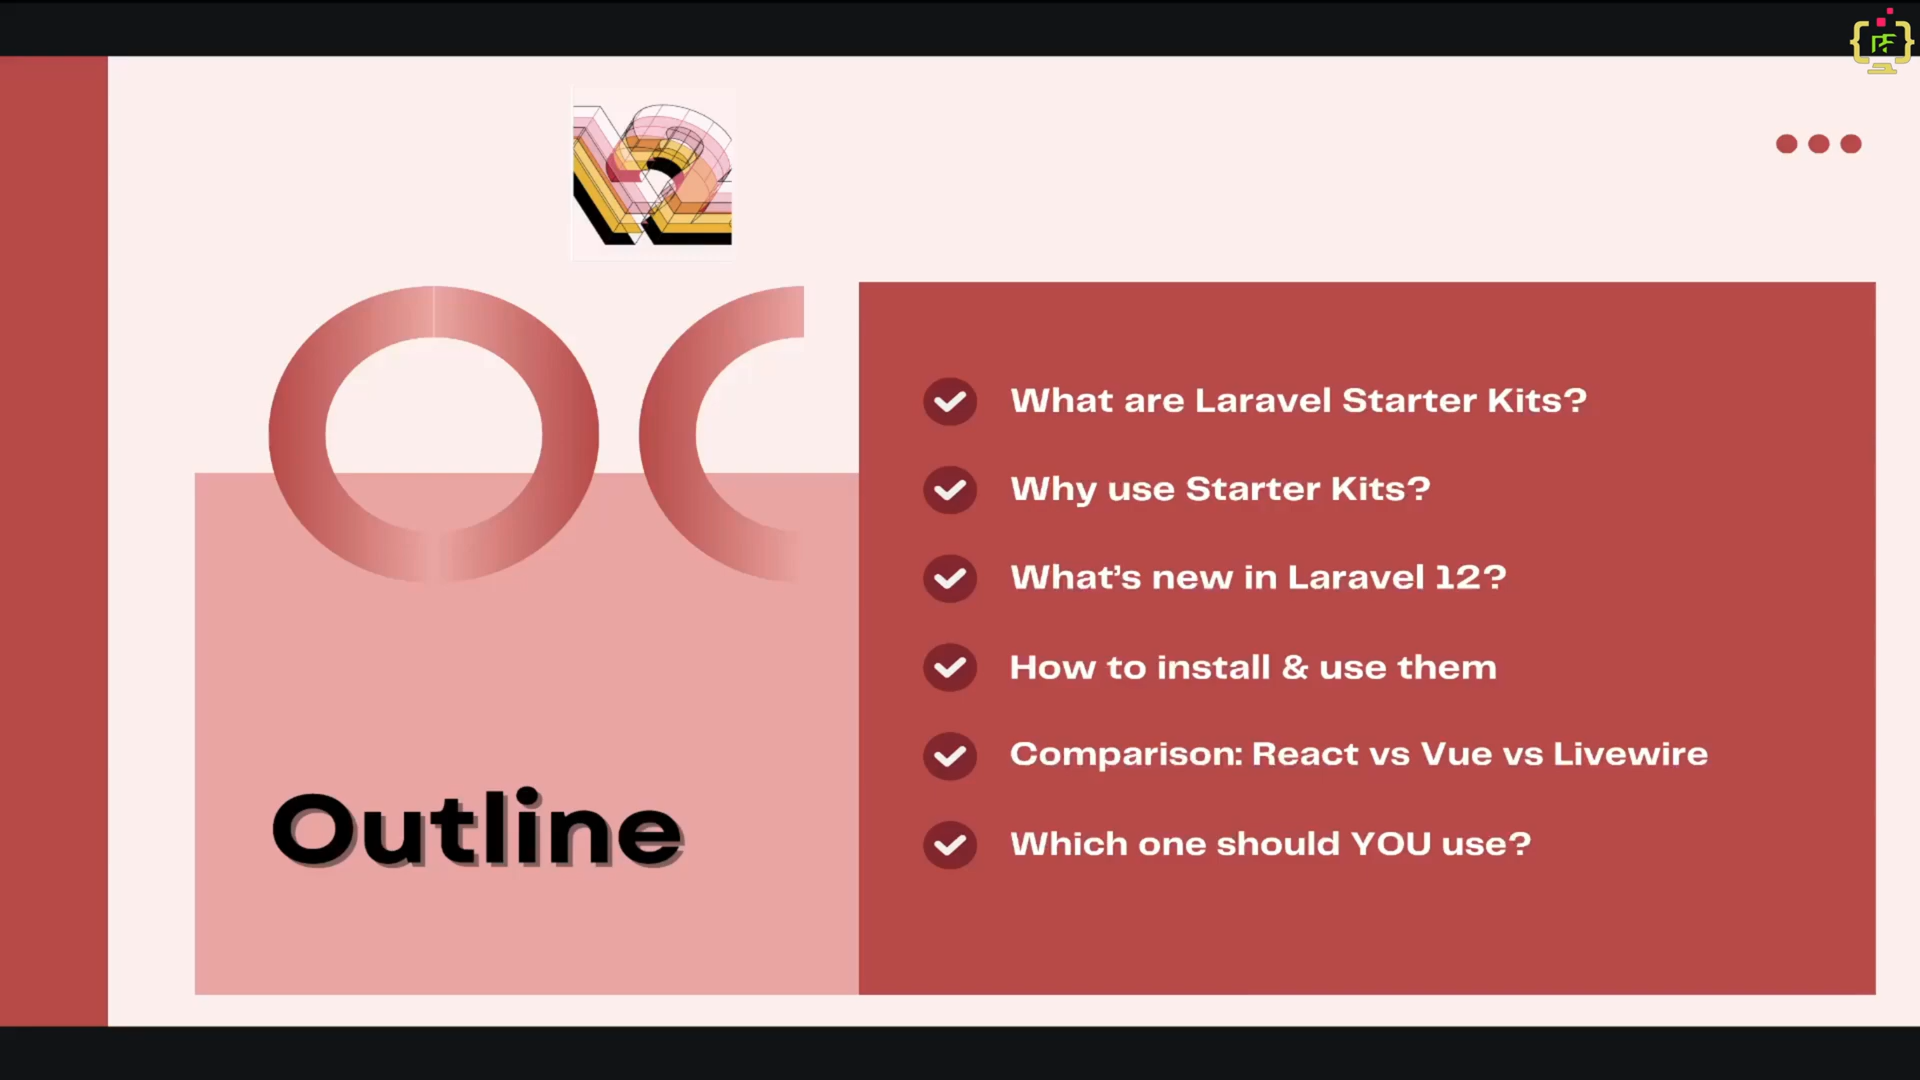 Outline
What are Laravel Starter Kits?
Why use Starter Kits?
What's new in Laravel 12?
How to install & use them
Comparison: React vs Vue vs Livewire
Which one should YOU use?